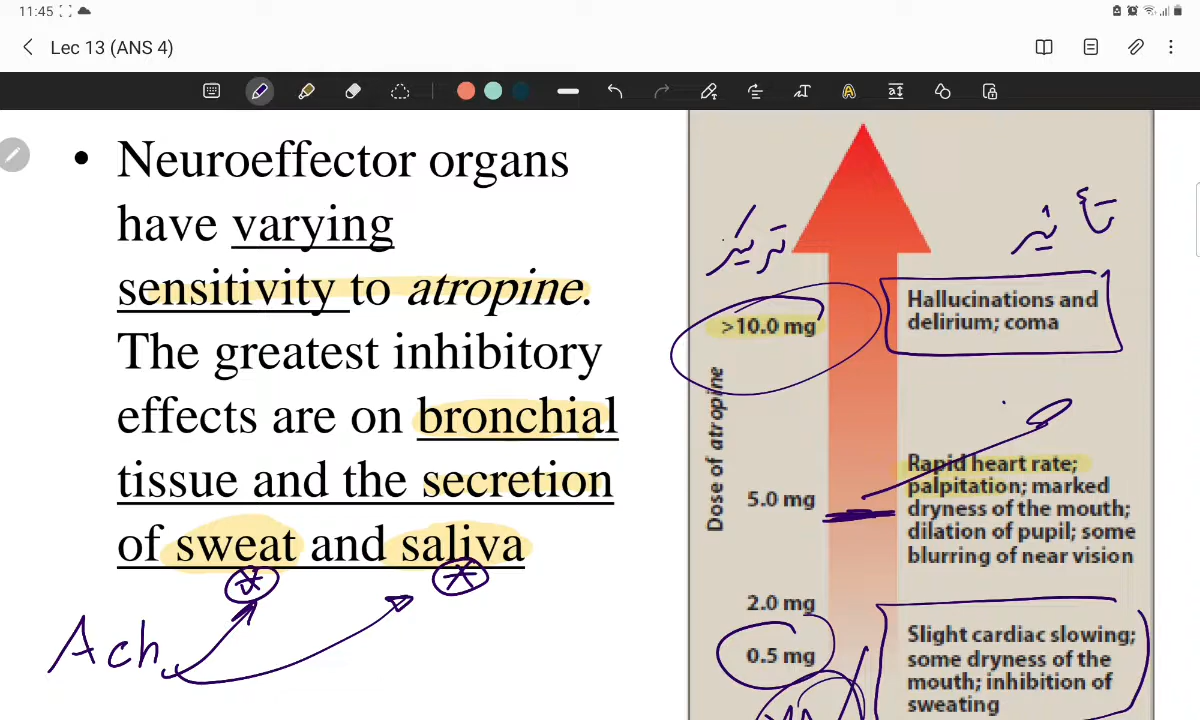 11:45
Lec 13 (ANS 4)
• Neuroeffector organs
have varying
sensitivity to atropine.
The greatest inhibitory
effects are on bronchial
tissue and the secretion
of sweat and saliva
Ach
تركيز
تأثير
Dose of atropine
>10.0 mg
Hallucinations and
delirium; coma
5.0 mg
Rapid heart rate;
palpitation; marked
dryness of the mouth;
dilation of pupil; some
blurring of near vision
2.0 mg
0.5 mg
Slight cardiac slowing;
some dryness of the
mouth; inhibition of
sweating